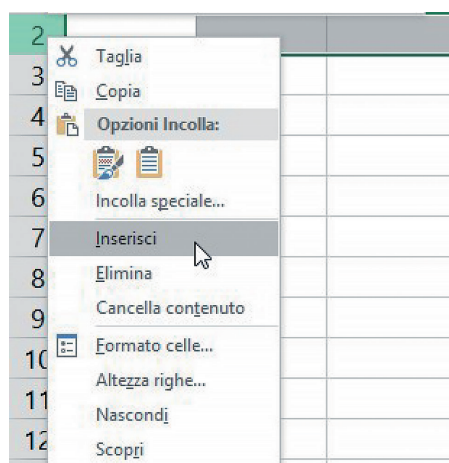 2
Taglia
3
Copia
4
Opzioni Incolla:
5
6
Incolla speciale...
7
Inserisci
8
Elimina
9
Cancella contenuto
10
Formato celle...
11
Altezza righe...
Nascondi
12
Scopri